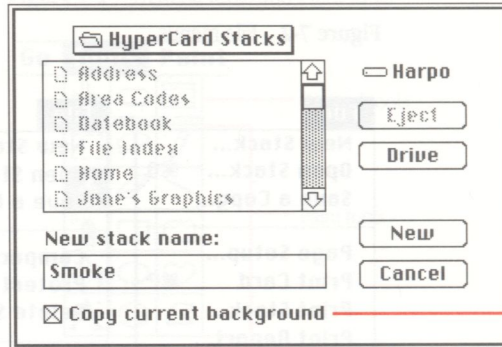 HyperCard Stacks
Address
Area Codes
Datebook
File Index
Home
Jane's Graphics
Harpo
Eject
Drive
New stack name:
Smoke
New
Cancel
Copy current background